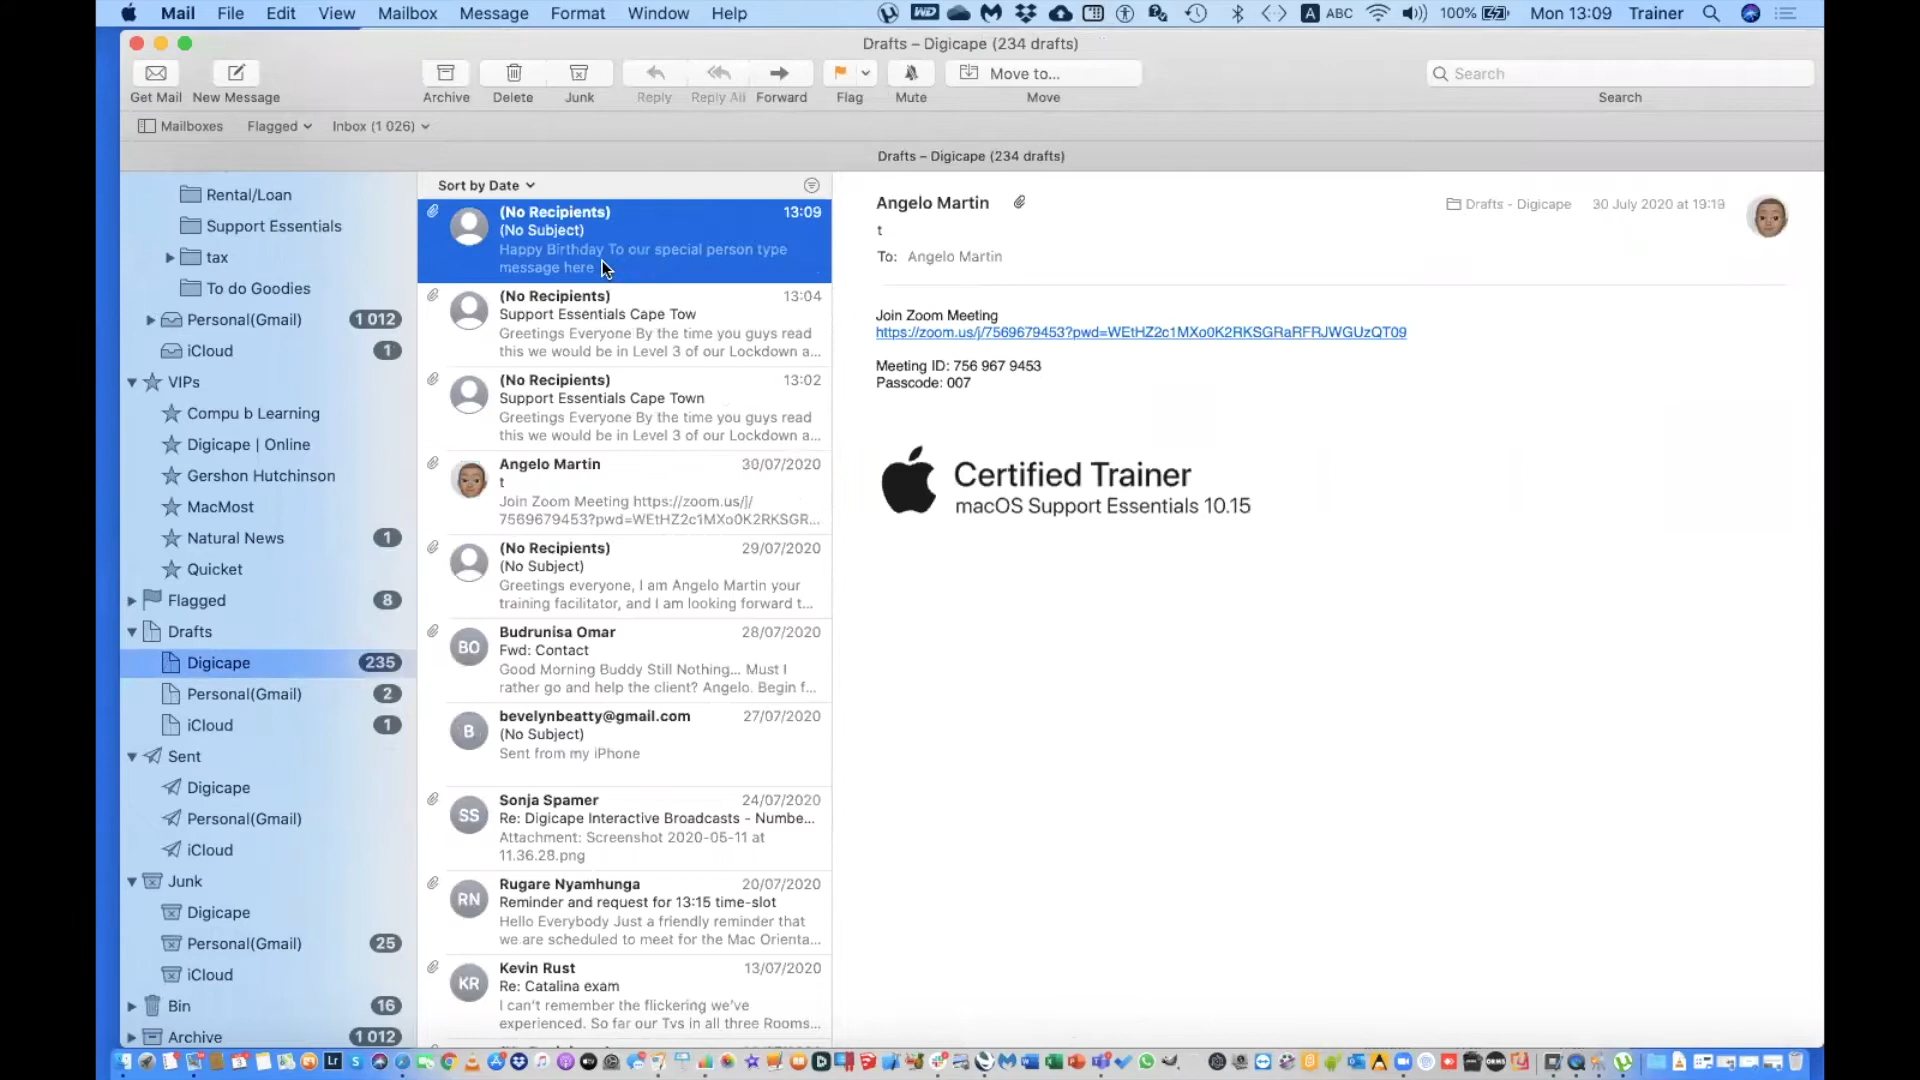 Mail File Edit View Mailbox Message Format Window Help WD A ABC 100% Mon 13:09 Trainer
Drafts – Digicape (234 drafts)
Move to... Search
Get Mail New Message Archive Delete Junk Reply Reply All Forward Flag Mute Move Search
Mailboxes Flagged Inbox (1 026)
Drafts – Digicape (234 drafts)
Rental/Loan
Support Essentials
tax
To do Goodies
Personal(Gmail) 1 012
iCloud 1
VIPs
Compu b Learning
Digicape | Online
Gershon Hutchinson
MacMost
Natural News 1
Quicket
Flagged 8
Drafts
Digicape 235
Personal(Gmail) 2
iCloud 1
Sent
Digicape
Personal(Gmail)
iCloud
Junk
Digicape
Personal(Gmail) 25
iCloud
Bin 16
Archive 1 012
Sort by Date
(No Recipients) 13:09
(No Subject)
Happy Birthday To our special person type
message here
(No Recipients) 13:04
Support Essentials Cape Tow
Greetings Everyone By the time you guys read
this we would be in Level 3 of our Lockdown a...
(No Recipients) 13:02
Support Essentials Cape Town
Greetings Everyone By the time you guys read
this we would be in Level 3 of our Lockdown a...
Angelo Martin 30/07/2020
t
Join Zoom Meeting https://zoom.us/j/
7569679453?pwd=WEtHZ2c1MXo0K2RKSGR...
(No Recipients) 29/07/2020
(No Subject)
Greetings everyone, I am Angelo Martin your
training facilitator, and I am looking forward t...
BO Budrunisa Omar 28/07/2020
Fwd: Contact
Good Morning Buddy Still Nothing... Must I
rather go and help the client? Angelo. Begin f...
B bevelynbeatty@gmail.com 27/07/2020
(No Subject)
Sent from my iPhone
SS Sonja Spamer 24/07/2020
Re: Digicape Interactive Broadcasts - Numbe...
Attachment: Screenshot 2020-05-11 at
11.36.28.png
RN Rugare Nyamhunga 20/07/2020
Reminder and request for 13:15 time-slot
Hello Everybody Just a friendly reminder that
we are scheduled to meet for the Mac Orienta...
KR Kevin Rust 13/07/2020
Re: Catalina exam
I can't remember the flickering we've
experienced. So far our Tvs in all three Rooms...
Angelo Martin Drafts - Digicape 30 July 2020 at 19:19
t
To: Angelo Martin
Join Zoom Meeting
https://zoom.us/j/7569679453?pwd=WEtHZ2c1MXo0K2RKSGRaRFRJWGUzQT09
Meeting ID: 756 967 9453
Passcode: 007
Certified Trainer
macOS Support Essentials 10.15